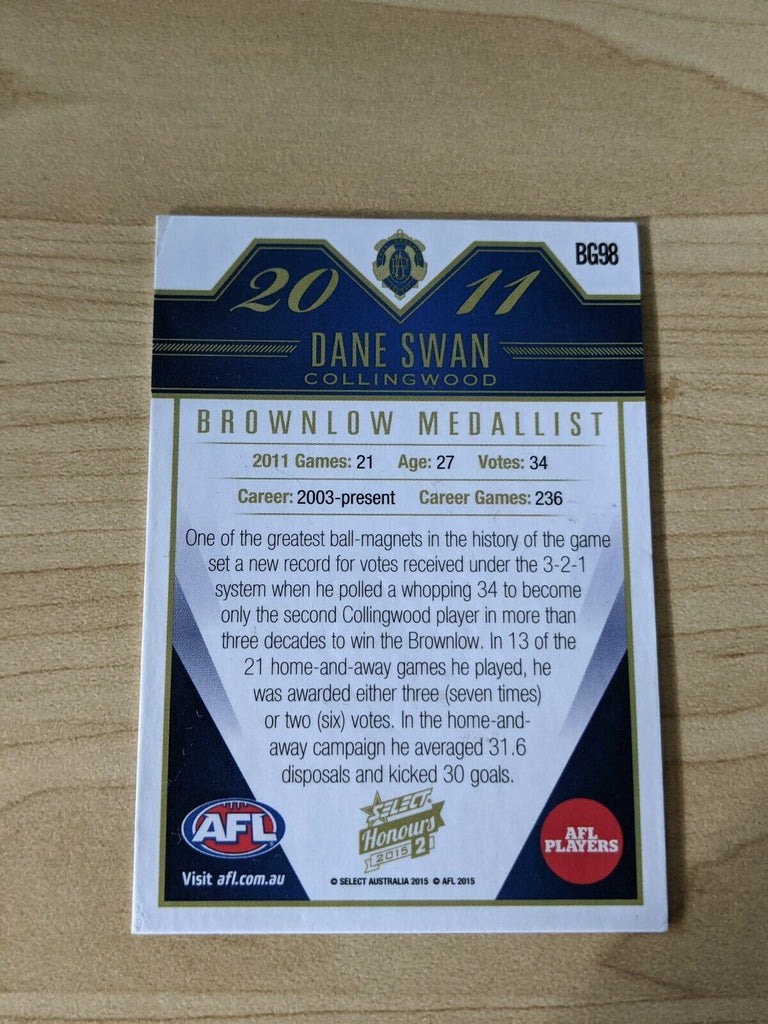 BG98
20 11
DANE SWAN
COLLINGWOOD
BROWNLOW MEDALLIST
2011 Games: 21 Age: 27 Votes: 34
Career: 2003-present Career Games: 236
One of the greatest ball-magnets in the history of the game
set a new record for votes received under the 3-2-1
system when he polled a whopping 34 to become
only the second Collingwood player in more than
three decades to win the Brownlow. In 13 of the
21 home-and-away games he played, he
was awarded either three (seven times)
or two (six) votes. In the home-and-
away campaign he averaged 31.6
disposals and kicked 30 goals.
AFL
Visit afl.com.au
SELECT
Honours
2015 2
© SELECT AUSTRALIA 2015 © AFL 2015
AFL
PLAYERS